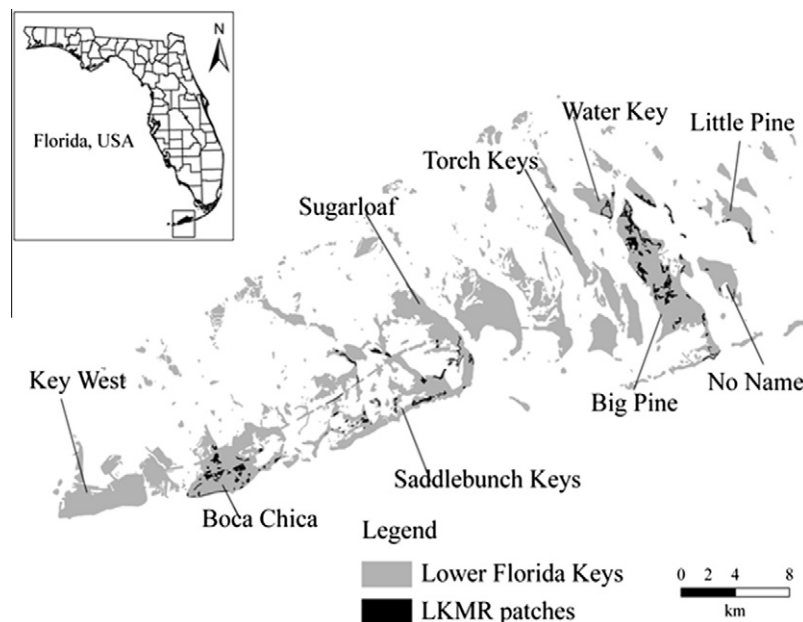 N
Florida, USA
Water Key
Little Pine
Torch Keys
Sugarloaf
Key West
No Name
Big Pine
Saddlebunch Keys
Boca Chica
Legend
Lower Florida Keys
LKMR patches
0 2 4 8
km